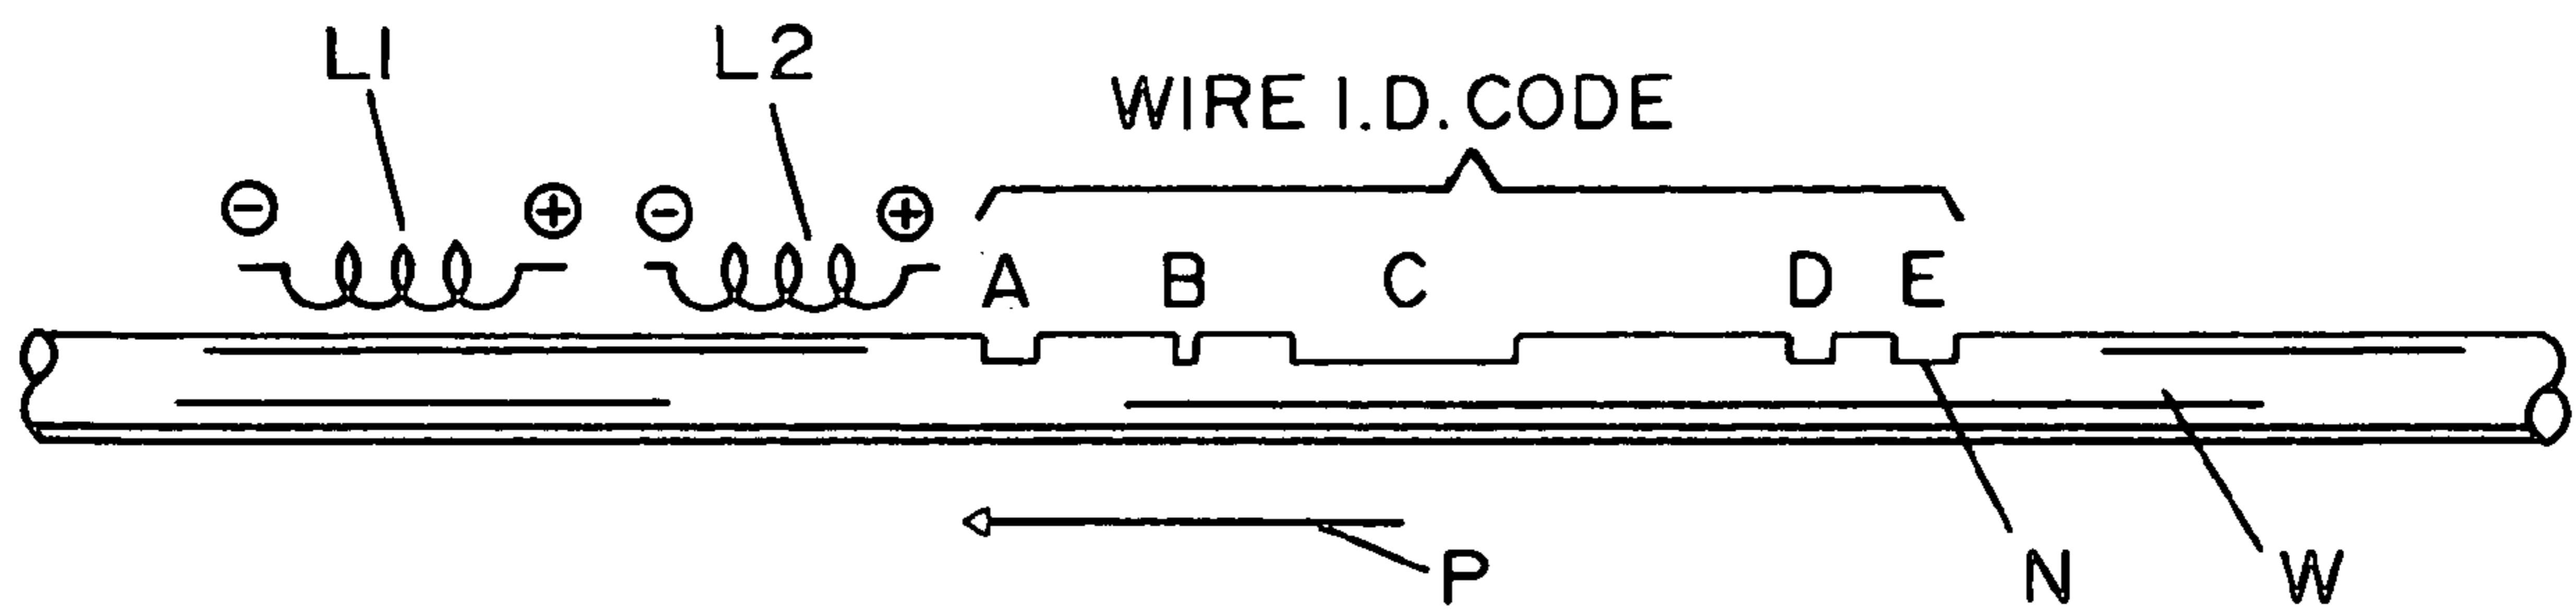 L1 L2
WIRE I.D. CODE
⊖ ⊕ ⊖ ⊕
A B C D E
P N W